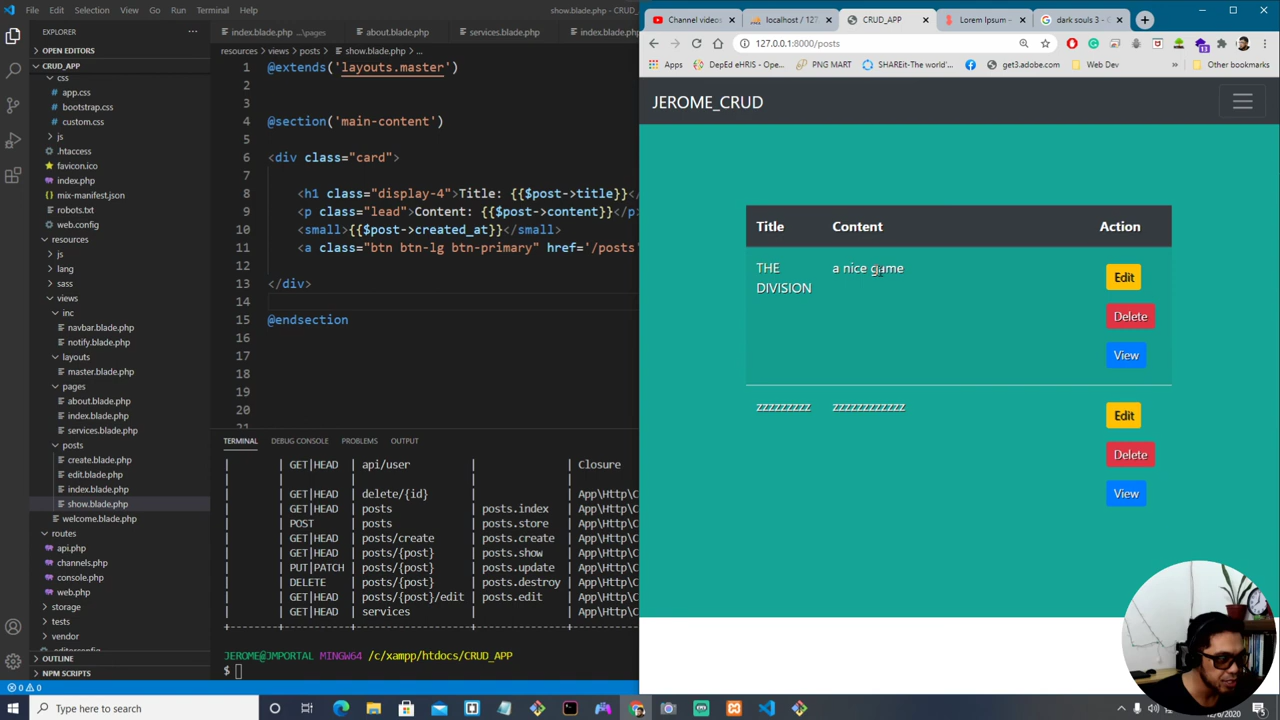 File Edit Selection View Go Run Terminal
show.blade.php - CRUD_...
EXPLORER
OPEN EDITORS
CRUD_APP
css
app.css
bootstrap.css
custom.css
js
.htaccess
favicon.ico
index.php
mix-manifest.json
robots.txt
web.config
resources
js
lang
sass
views
inc
navbar.blade.php
notify.blade.php
layouts
master.blade.php
pages
about.blade.php
index.blade.php
services.blade.php
posts
create.blade.php
edit.blade.php
index.blade.php
show.blade.php
welcome.blade.php
routes
api.php
channels.php
console.php
web.php
storage
tests
vendor
OUTLINE
NPM SCRIPTS
0 0
index.blade.php ...\pages about.blade.php services.blade.php index.blade
resources > views > posts > show.blade.php > ...
1 @extends('layouts.master')
2
3
4 @section('main-content')
5
6 <div class="card">
7
8 <h1 class="display-4">Title: {{$post->title}}</
9 <p class="lead">Content: {{$post->content}}</p
10 <small>{{$post->created_at}}</small>
11 <a class="btn btn-lg btn-primary" href='/posts'
12
13 </div>
14
15 @endsection
16
17
18
19
20
21
TERMINAL DEBUG CONSOLE PROBLEMS OUTPUT
| | GET|HEAD | api/user | | Closure
| | | | |
| | GET|HEAD | delete/{id} | | App\Http\C
| | GET|HEAD | posts | posts.index | App\Http\C
| | POST | posts | posts.store | App\Http\C
| | GET|HEAD | posts/create | posts.create | App\Http\C
| | GET|HEAD | posts/{post} | posts.show | App\Http\C
| | PUT|PATCH | posts/{post} | posts.update | App\Http\C
| | DELETE | posts/{post} | posts.destroy | App\Http\C
| | GET|HEAD | posts/{post}/edit | posts.edit | App\Http\C
| | GET|HEAD | services | | App\Http\C
JEROME@JMPORTAL MINGW64 /c/xampp/htdocs/CRUD_APP
$
Channel videos localhost / 127 CRUD_APP Lorem Ipsum – dark souls 3 - G
127.0.0.1:8000/posts
Apps DepEd eHRIS - Ope... PNG MART SHAREit-The world'... get3.adobe.com Web Dev » Other bookmarks
JEROME_CRUD
Title Content Action
THE DIVISION a nice game Edit
Delete
View
zzzzzzzzz zzzzzzzzzzzz Edit
Delete
View
Type here to search
12/6/2020
5